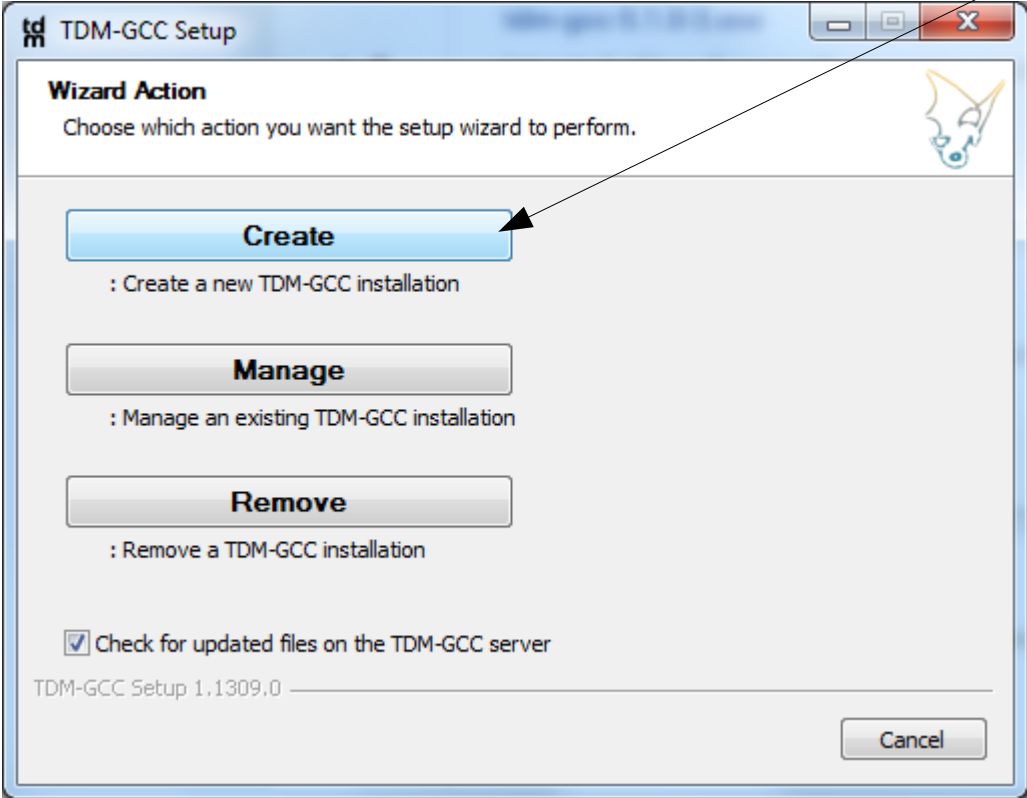 tdm TDM-GCC Setup
Wizard Action
Choose which action you want the setup wizard to perform.
Create
: Create a new TDM-GCC installation
Manage
: Manage an existing TDM-GCC installation
Remove
: Remove a TDM-GCC installation
Check for updated files on the TDM-GCC server
TDM-GCC Setup 1.1309.0
Cancel